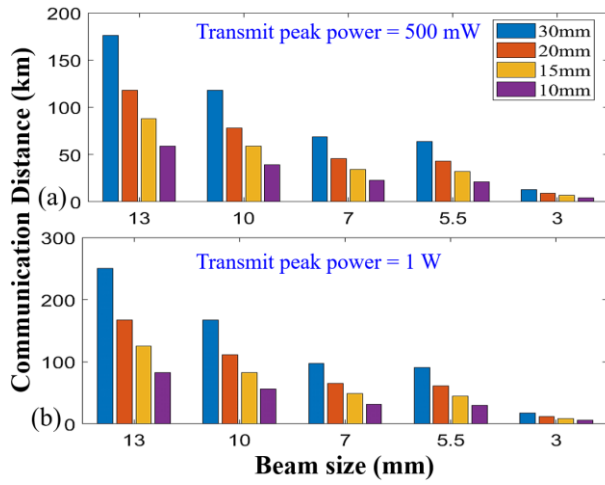 Communication Distance (km)
200
150
100
50
0
Transmit peak power = 500 mW
30mm
20mm
15mm
10mm
(a)
13 10 7 5.5 3
300
200
100
0
Transmit peak power = 1 W
(b)
13 10 7 5.5 3
Beam size (mm)